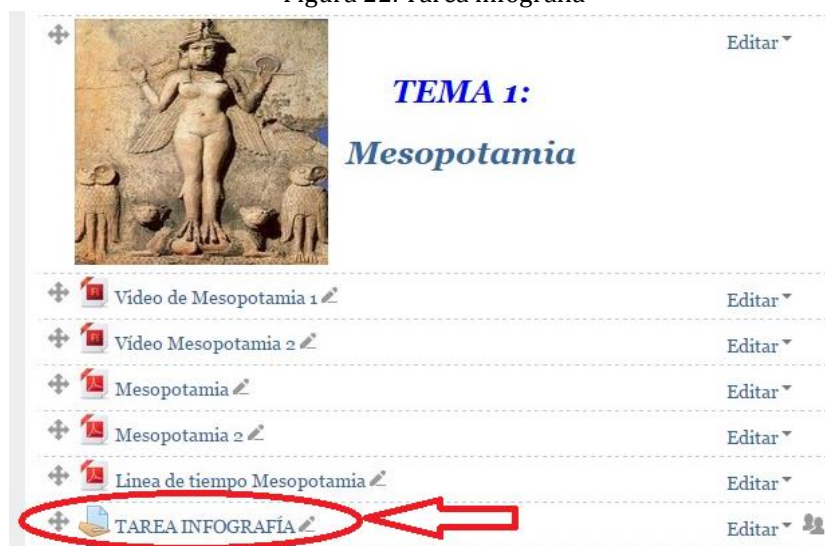 Figura 22. Tarea infografía
Editar
TEMA 1:
Mesopotamia
Video de Mesopotamia 1
Editar
Vídeo Mesopotamia 2
Editar
Mesopotamia
Editar
Mesopotamia 2
Editar
Linea de tiempo Mesopotamia
Editar
TAREA INFOGRAFÍA
Editar